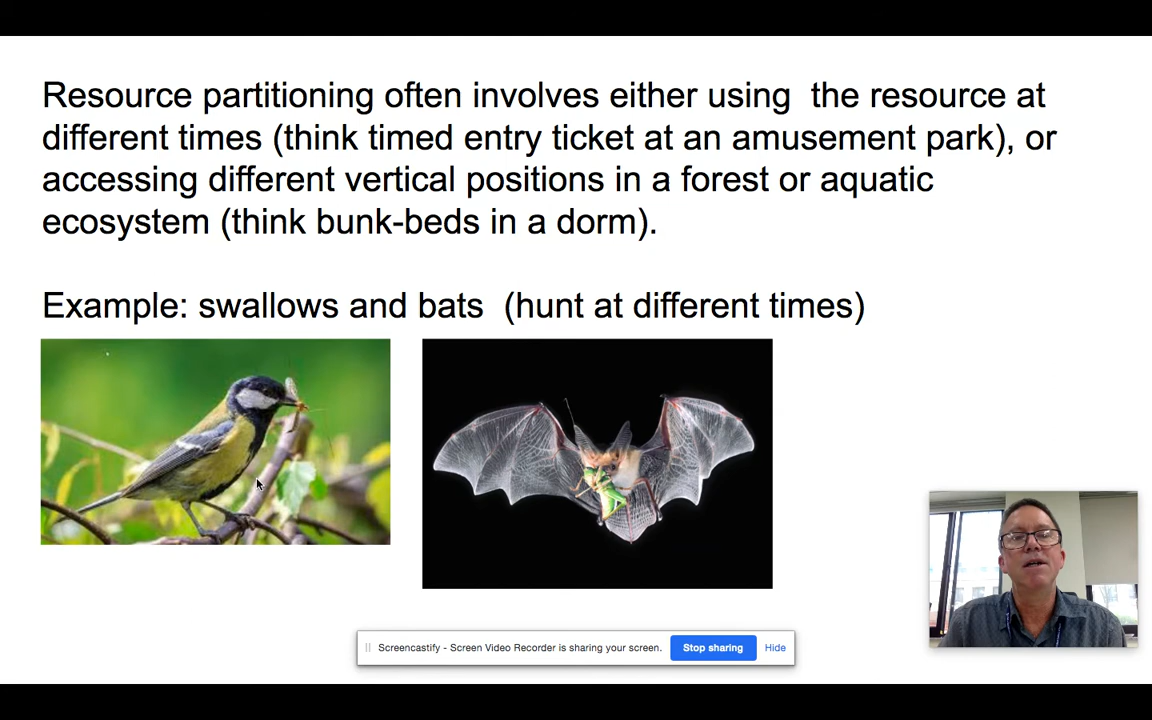 Resource partitioning often involves either using  the resource at
different times (think timed entry ticket at an amusement park), or
accessing different vertical positions in a forest or aquatic
ecosystem (think bunk-beds in a dorm).
Example: swallows and bats  (hunt at different times)
Screencastify - Screen Video Recorder is sharing your screen. Stop sharing Hide